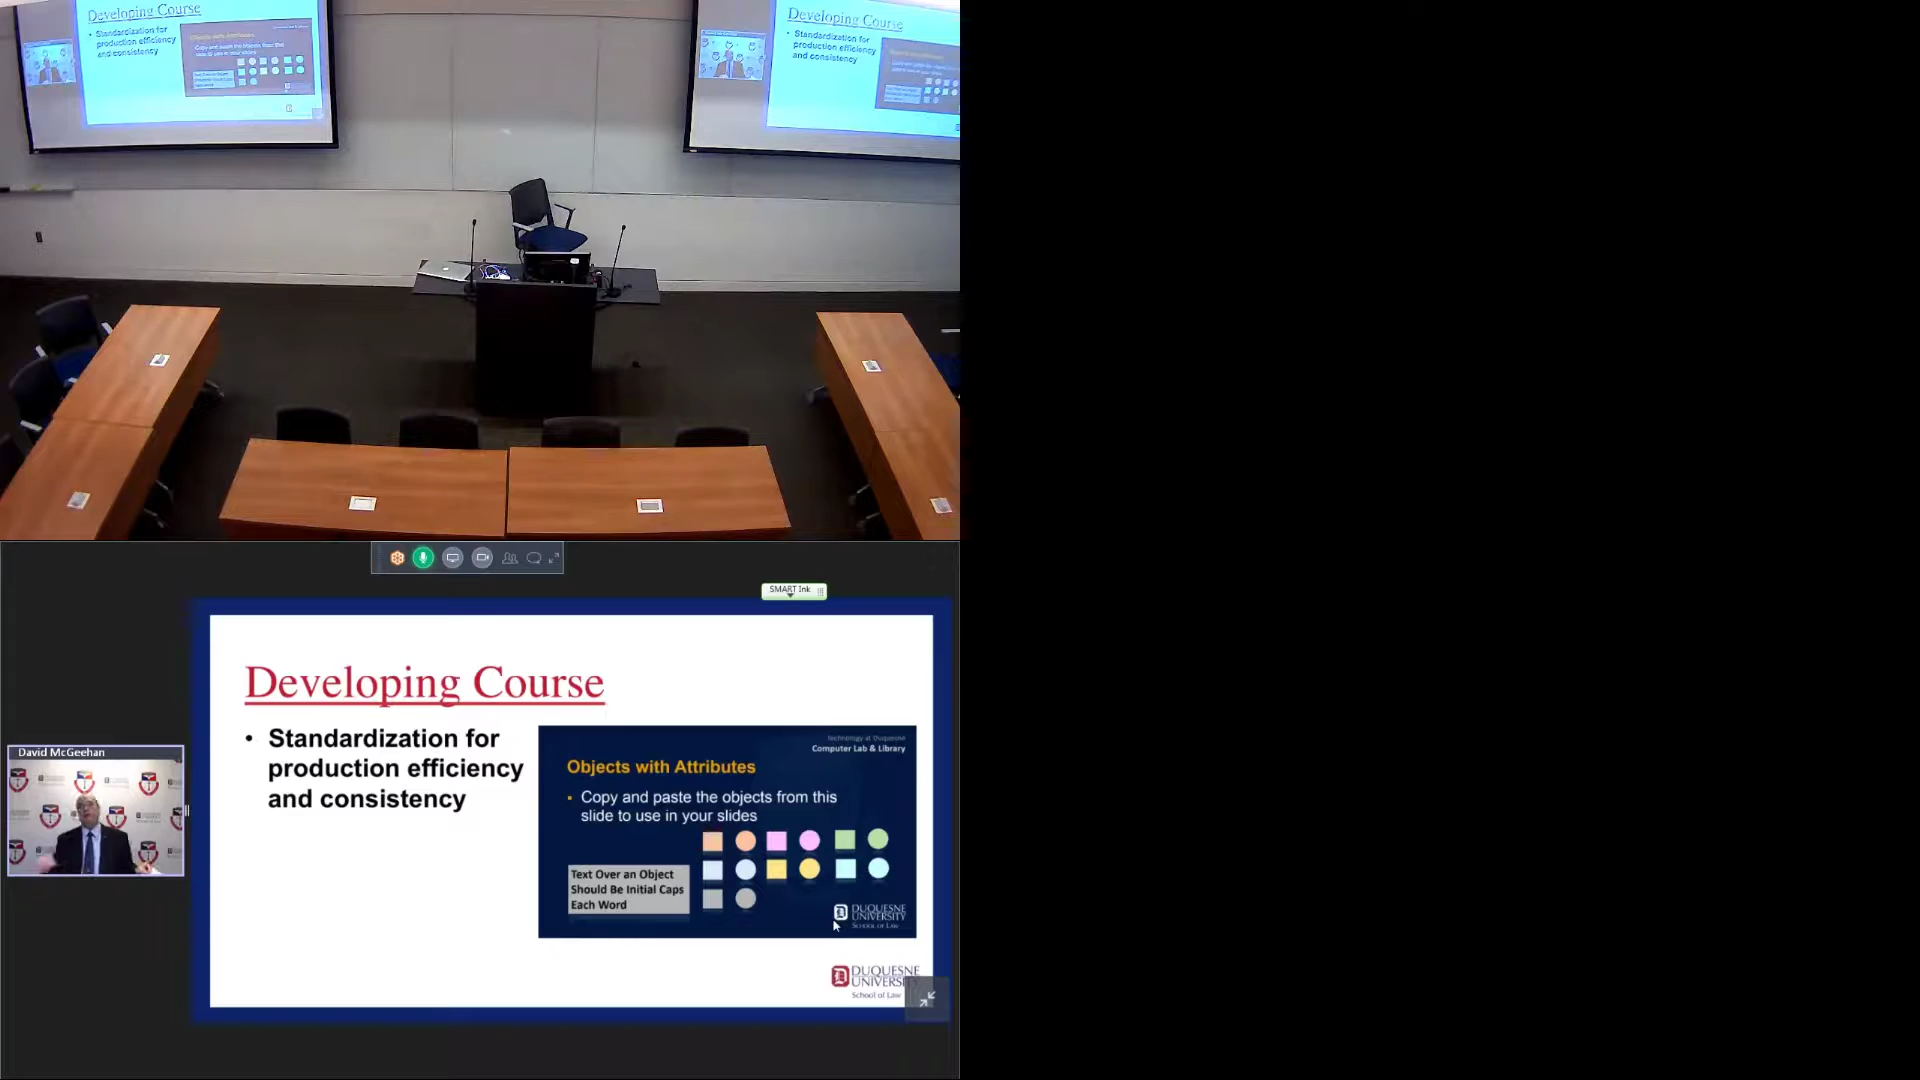 Developing Course
Standardization for
production efficiency
and consistency
Developing Course
Standardization for
production efficiency
and consistency
SMART Ink
Developing Course
• Standardization for
production efficiency
and consistency
Technology at Duquesne
Computer Lab & Library
Objects with Attributes
Copy and paste the objects from this
slide to use in your slides
Text Over an Object
Should Be Initial Caps
Each Word
DUQUESNE
UNIVERSITY
School of Law
David McGeehan
DUQUESNE
UNIVERSITY
School of Law